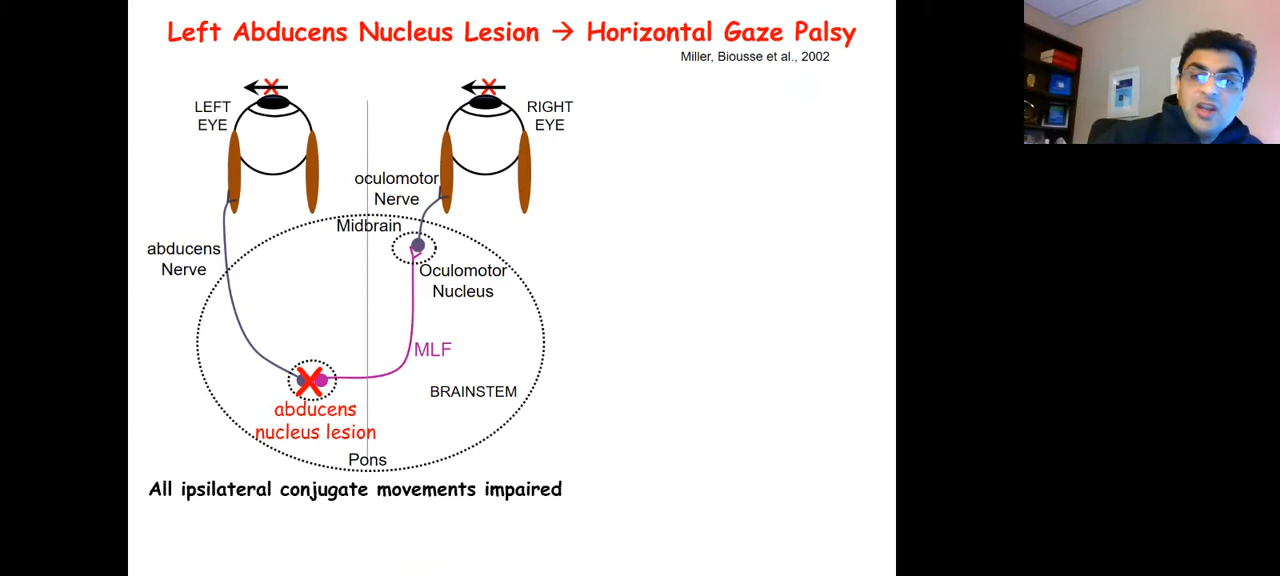 Left Abducens Nucleus Lesion → Horizontal Gaze Palsy
Miller, Biousse et al., 2002
LEFT
EYE
RIGHT
EYE
oculomotor
Nerve
Midbrain
abducens
Nerve
Oculomotor
Nucleus
MLF
BRAINSTEM
abducens
nucleus lesion
Pons
All ipsilateral conjugate movements impaired